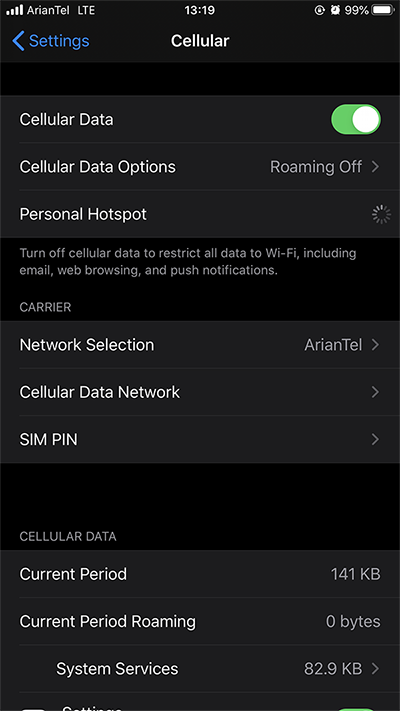 ArianTel LTE 13:19 99%
Settings Cellular
Cellular Data
Cellular Data Options Roaming Off
Personal Hotspot
Turn off cellular data to restrict all data to Wi-Fi, including
email, web browsing, and push notifications.
CARRIER
Network Selection ArianTel
Cellular Data Network
SIM PIN
CELLULAR DATA
Current Period 141 KB
Current Period Roaming 0 bytes
System Services 82.9 KB
Settings